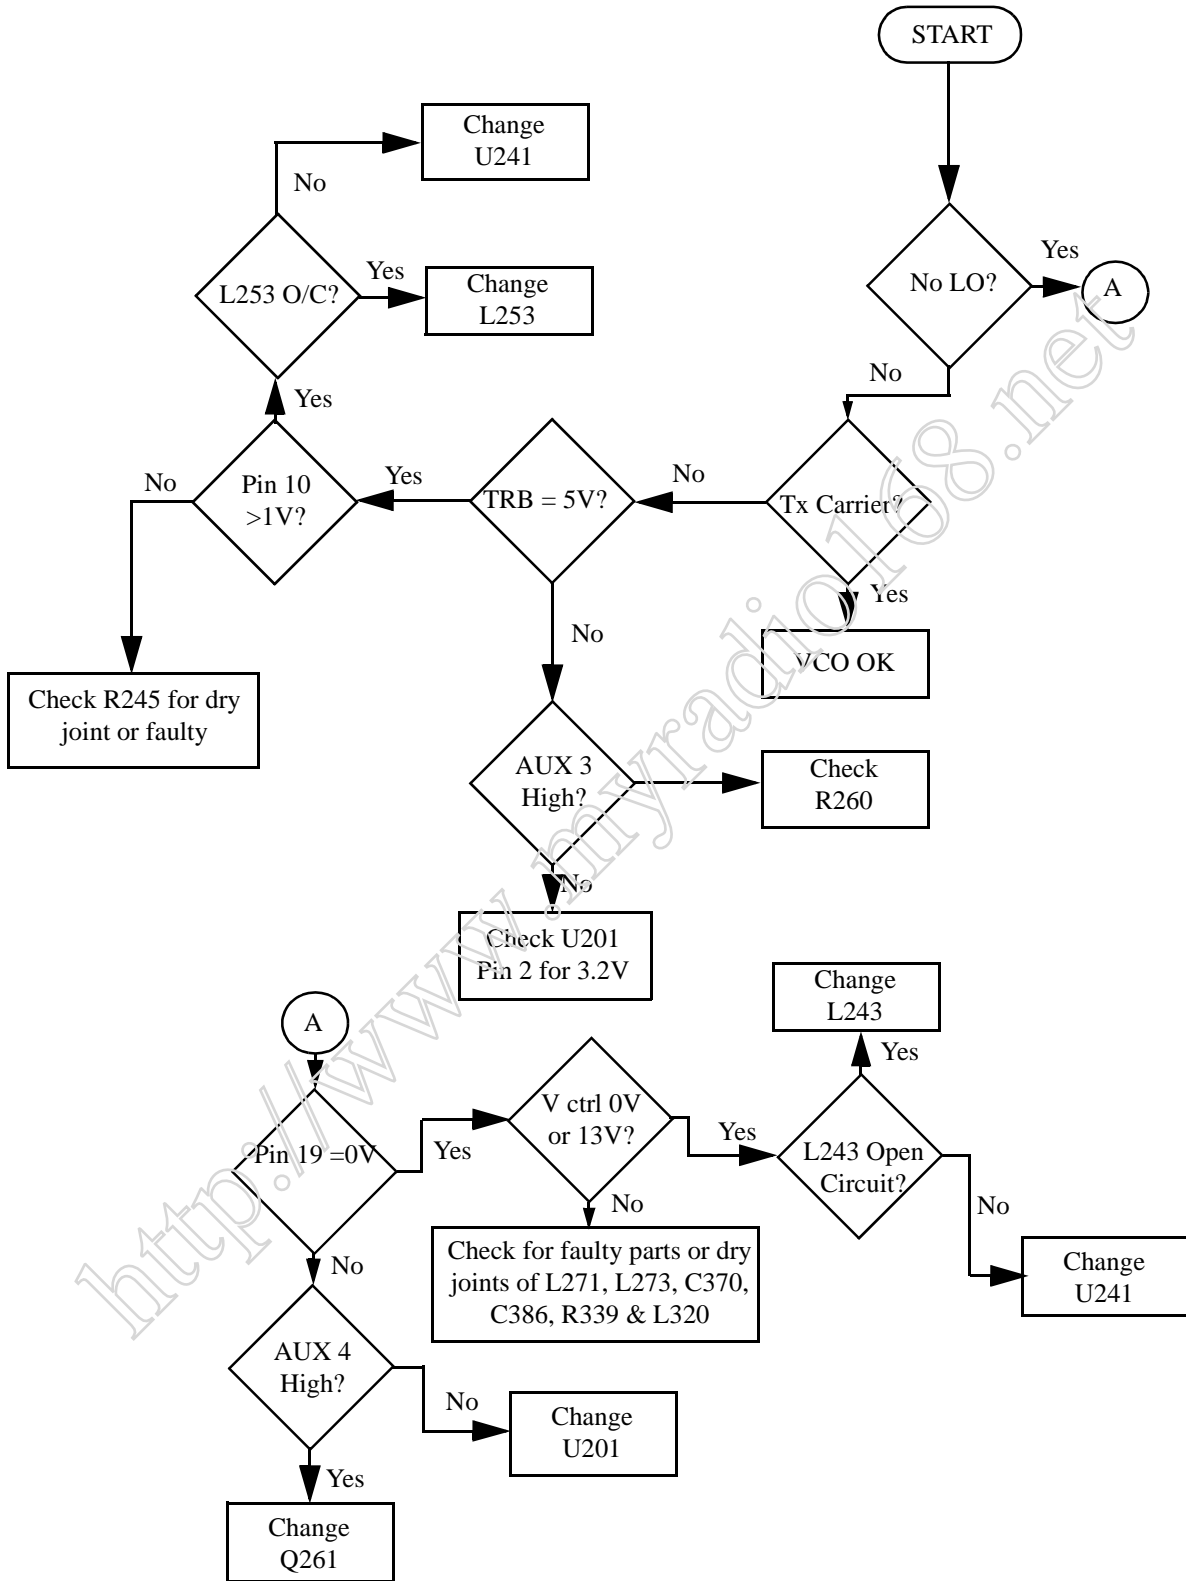 START
Change
U241
No
L253 O/C?
Yes
Change
L253
No LO?
Yes
A
Yes
No
Pin 10
>1V?
No
Yes
TRB = 5V?
No
Tx Carrier?
Yes
No
VCO OK
Check R245 for dry
joint or faulty
AUX 3
High?
Check
R260
No
Check U201
Pin 2 for 3.2V
A
Change
L243
Yes
Pin 19 =0V
Yes
V ctrl 0V
or 13V?
Yes
L243 Open
Circuit?
No
No
Check for faulty parts or dry
joints of L271, L273, C370,
C386, R339 & L320
Change
U241
No
AUX 4
High?
No
Change
U201
Yes
Change
Q261
http://www.myradio168.net